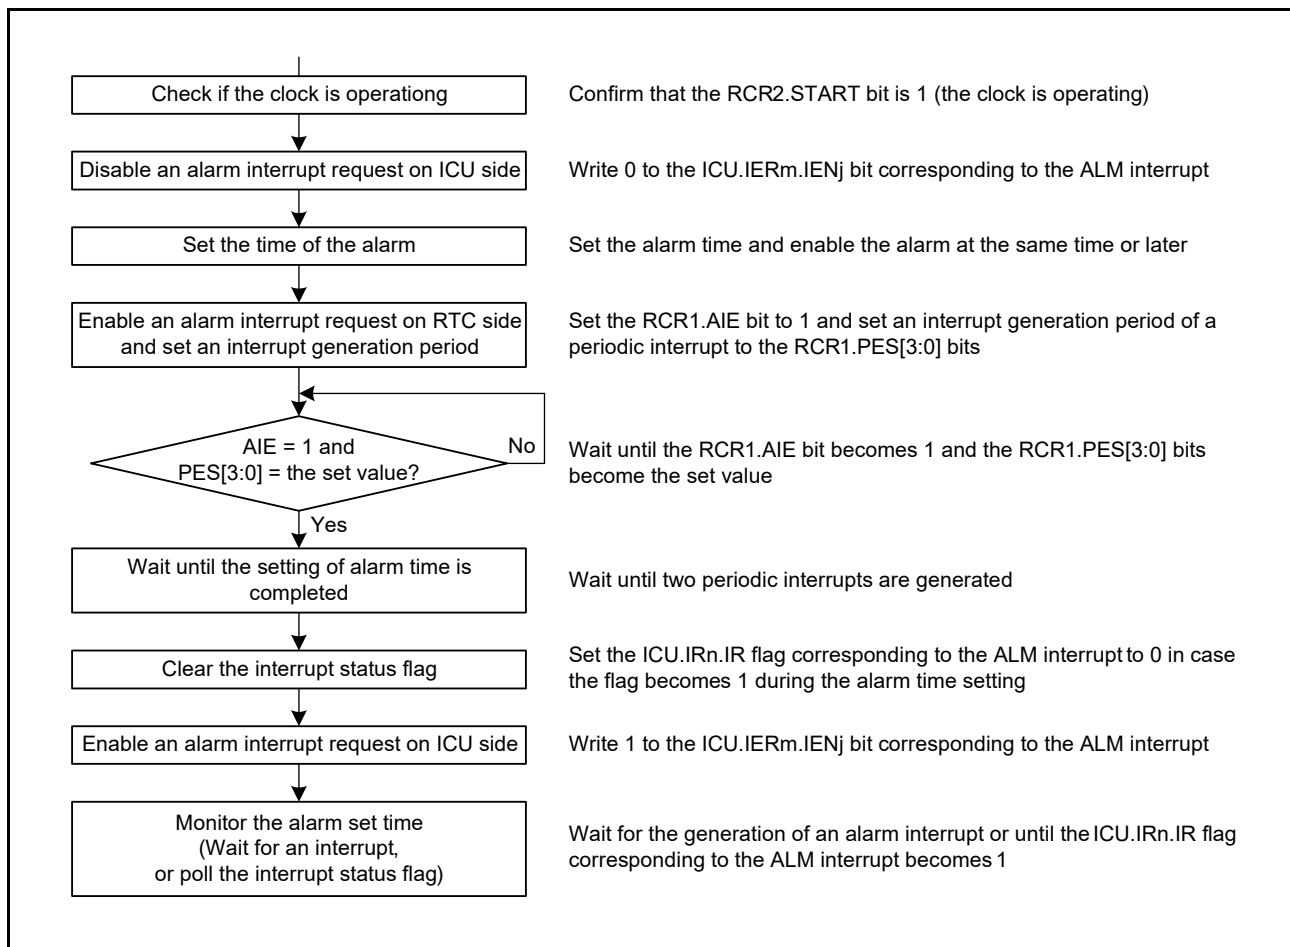 Check if the clock is operationg
Confirm that the RCR2.START bit is 1 (the clock is operating)
Disable an alarm interrupt request on ICU side
Write 0 to the ICU.IERm.IENj bit corresponding to the ALM interrupt
Set the time of the alarm
Set the alarm time and enable the alarm at the same time or later
Enable an alarm interrupt request on RTC side
and set an interrupt generation period
Set the RCR1.AIE bit to 1 and set an interrupt generation period of a
periodic interrupt to the RCR1.PES[3:0] bits
AIE = 1 and
PES[3:0] = the set value?
No
Wait until the RCR1.AIE bit becomes 1 and the RCR1.PES[3:0] bits
become the set value
Yes
Wait until the setting of alarm time is
completed
Wait until two periodic interrupts are generated
Clear the interrupt status flag
Set the ICU.IRn.IR flag corresponding to the ALM interrupt to 0 in case
the flag becomes 1 during the alarm time setting
Enable an alarm interrupt request on ICU side
Write 1 to the ICU.IERm.IENj bit corresponding to the ALM interrupt
Monitor the alarm set time
(Wait for an interrupt,
or poll the interrupt status flag)
Wait for the generation of an alarm interrupt or until the ICU.IRn.IR flag
corresponding to the ALM interrupt becomes 1